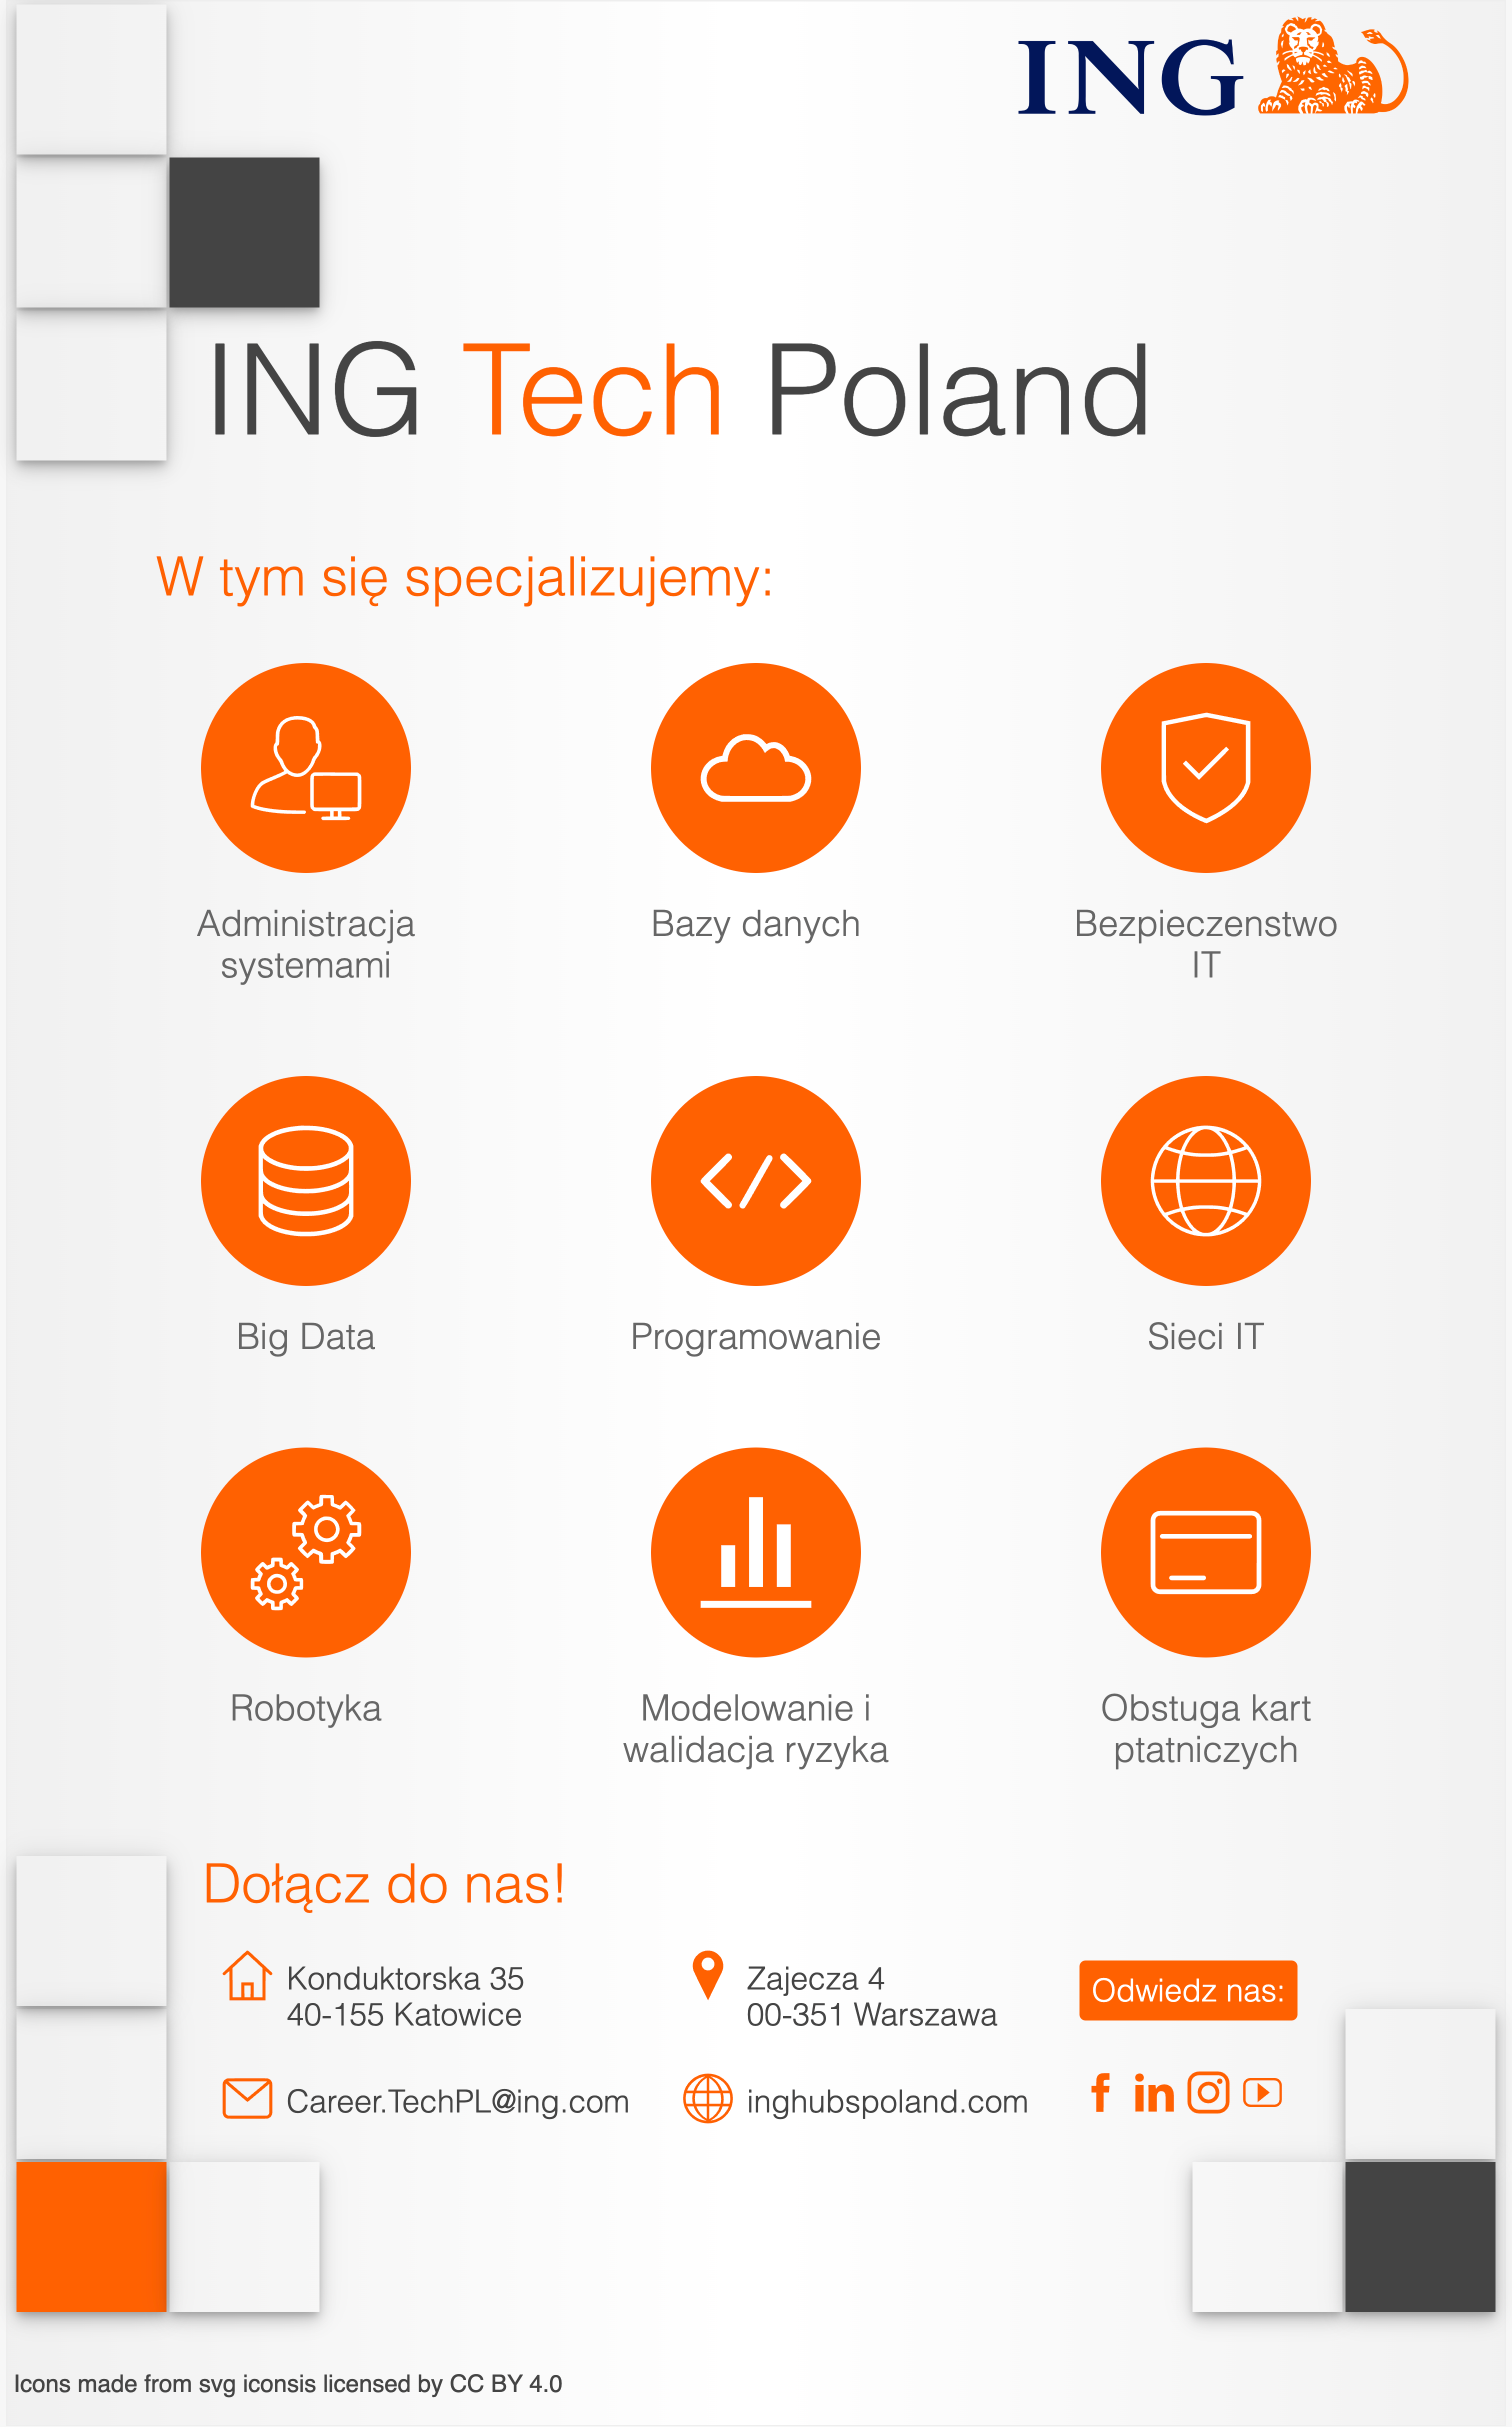 ING
ING Tech Poland
W tym się specjalizujemy:
Administracja
systemami
Bazy danych
Bezpieczenstwo
IT
Big Data
Programowanie
Sieci IT
Robotyka
Modelowanie i
walidacja ryzyka
Obstuga kart
ptatniczych
Dołącz do nas!
Konduktorska 35
40-155 Katowice
Zajecza 4
00-351 Warszawa
Odwiedz nas:
Career.TechPL@ing.com
inghubspoland.com
f in
Icons made from svg iconsis licensed by CC BY 4.0